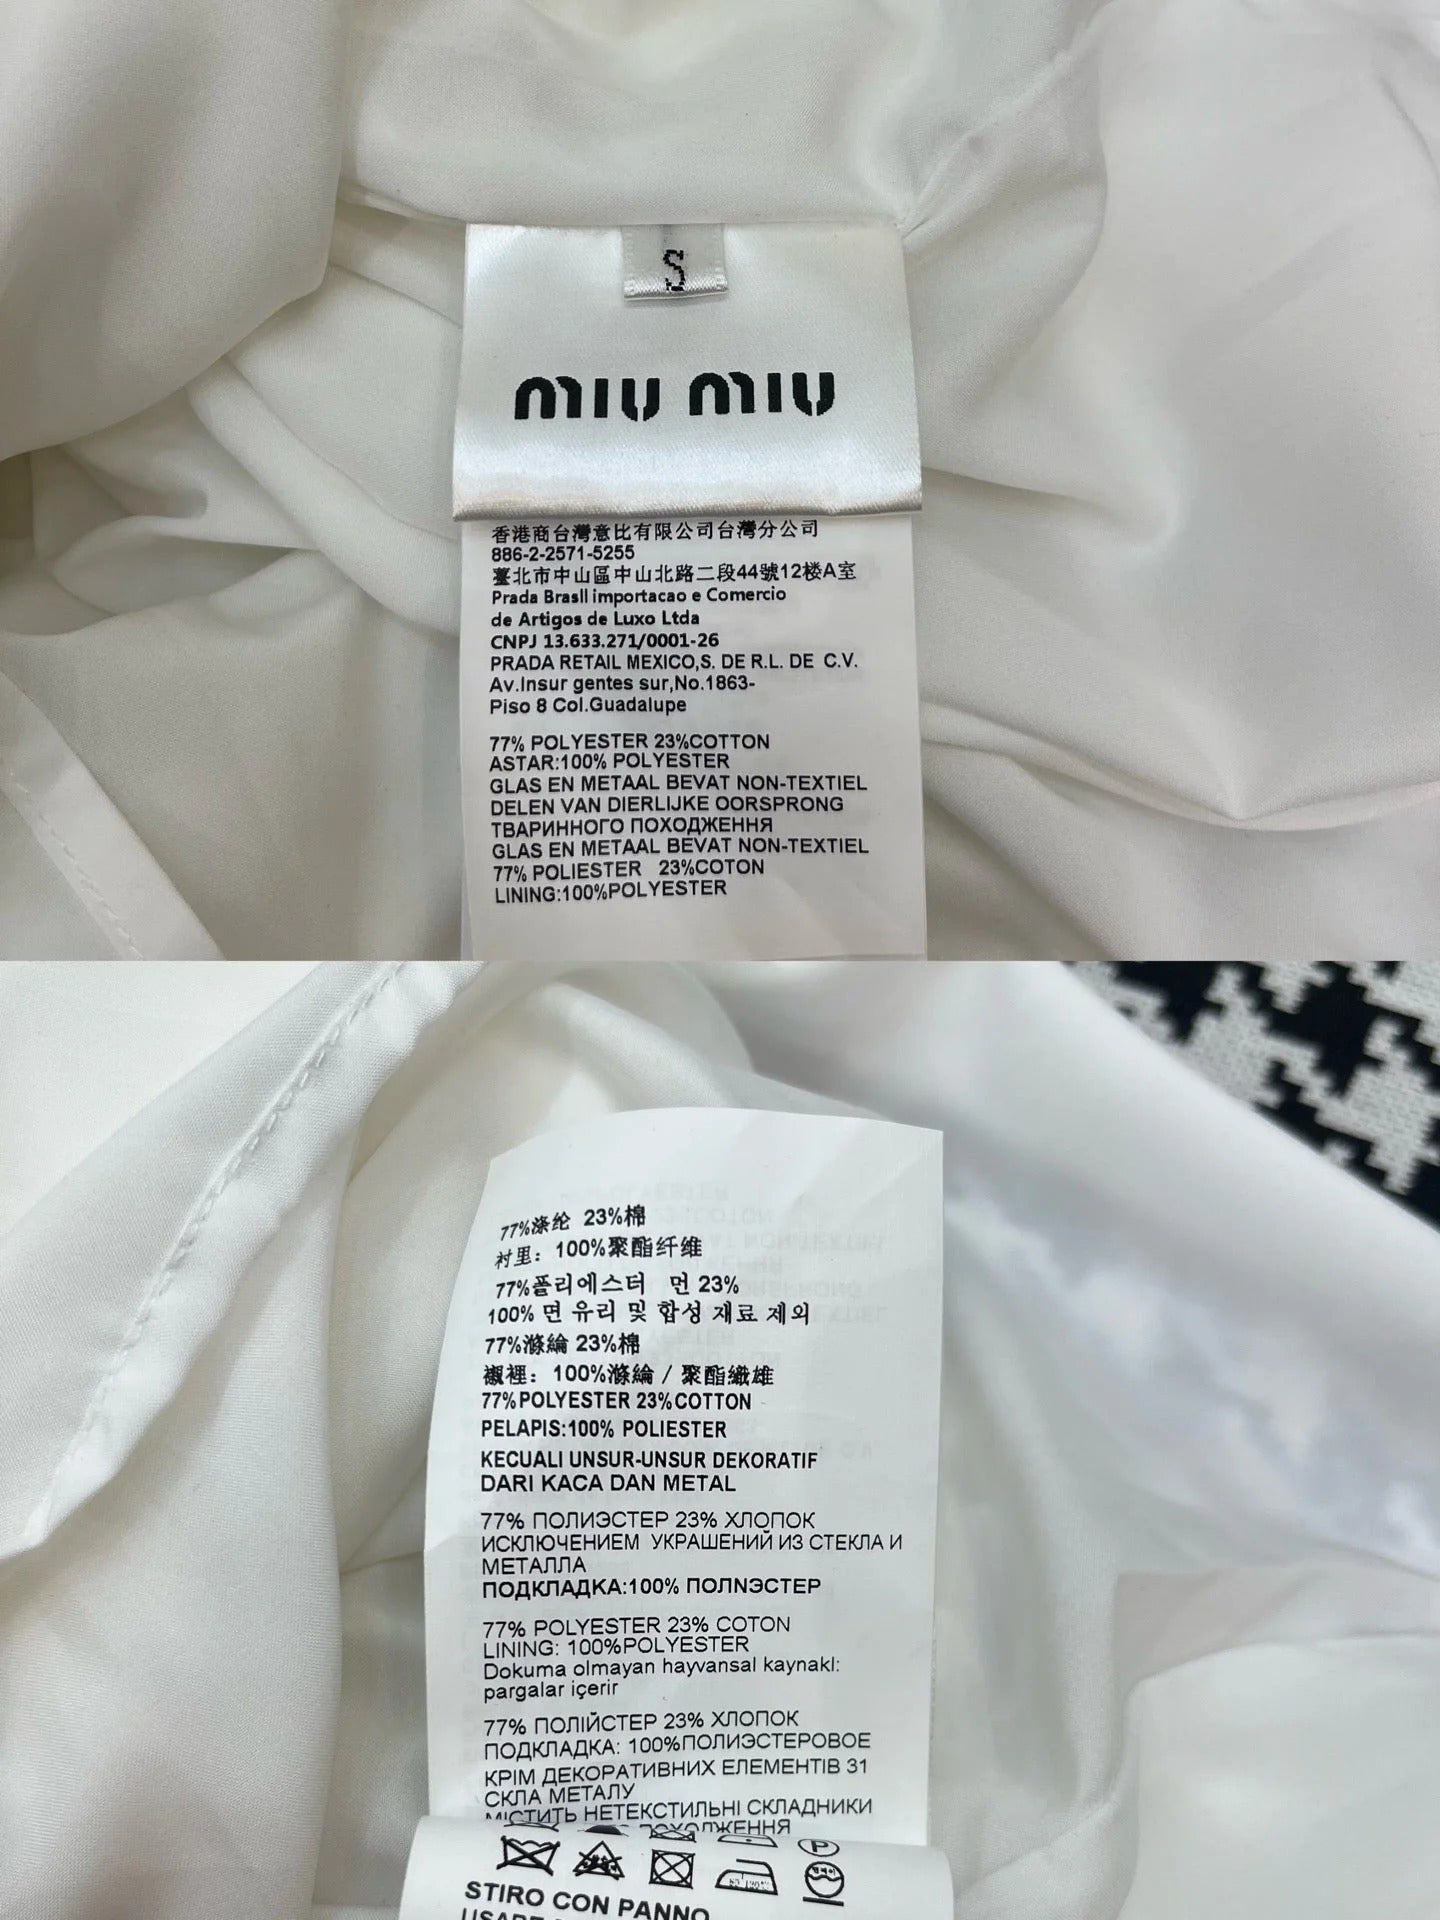 S
miu miu
香港商台灣意比有限公司台灣分公司
886-2-2571-5255
臺北市中山區中山北路二段44號12楼A室
Prada Brasll importacao e Comercio
de Artigos de Luxo Ltda
CNPJ 13.633.271/0001-26
PRADA RETAIL MEXICO,S. DE R.L. DE C.V.
Av.Insur gentes sur,No.1863-
Piso 8 Col.Guadalupe
77% POLYESTER 23%COTTON
ASTAR:100% POLYESTER
GLAS EN METAAL BEVAT NON-TEXTIEL
DELEN VAN DIERLIJKE OORSPRONG
ТВАРИННОГО ПОХОДЖЕННЯ
GLAS EN METAAL BEVAT NON-TEXTIEL
77% POLIESTER 23%COTON
LINING:100%POLYESTER
77%涤纶 23%棉
衬里：100%聚酯纤维
77%폴리에스터 면 23%
100% 면 유리 및 합성 재료 제외
77%滌綸 23%棉
襯裡：100%滌綸 / 聚酯織雄
77%POLYESTER 23%COTTON
PELAPIS:100% POLIESTER
KECUALI UNSUR-UNSUR DEKORATIF
DARI KACA DAN METAL
77% ПОЛИЭСТЕР 23% ХЛОПОК
ИСКЛЮЧЕНИЕМ УКРАШЕНИЙ ИЗ СТЕКЛА И
МЕТАЛЛА
ПОДКЛАДКА:100% ПОЛNЭСТЕР
77% POLYESTER 23% COTON
LINING: 100%POLYESTER
Dokuma olmayan hayvansal kaynakl:
pargalar içerir
77% ПОЛІЙСТЕР 23% ХЛОПОК
ПОДКЛАДКА: 100%ПОЛИЭСТЕРОВОЕ
КРІМ ДЕКОРАТИВНИХ ЕЛЕМЕНТІВ 31
СКЛА МЕТАЛУ
МІСТИТЬ НЕТЕКСТИЛЬНІ СКЛАДНИКИ
ПОХОДЖЕННЯ
P
STIRO CON PANNO